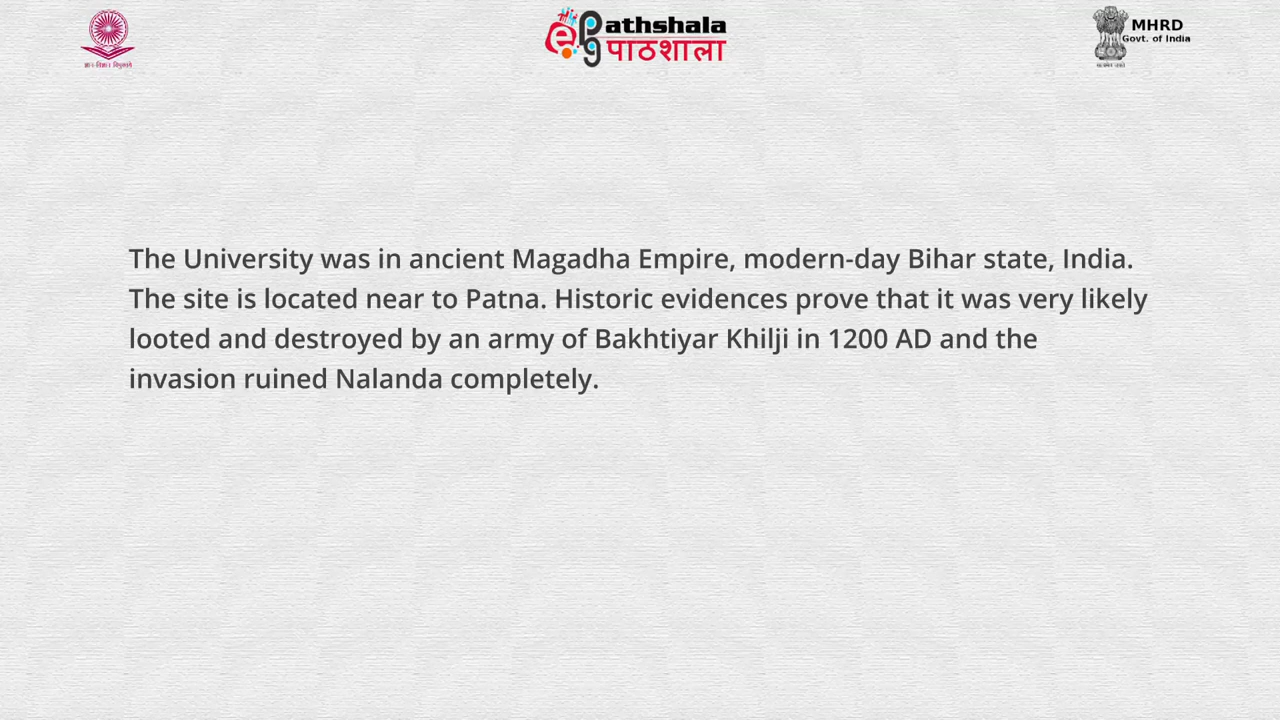 Pathshala
पाठशाला
MHRD
Govt. of India
The University was in ancient Magadha Empire, modern-day Bihar state, India.
The site is located near to Patna. Historic evidences prove that it was very likely
looted and destroyed by an army of Bakhtiyar Khilji in 1200 AD and the
invasion ruined Nalanda completely.